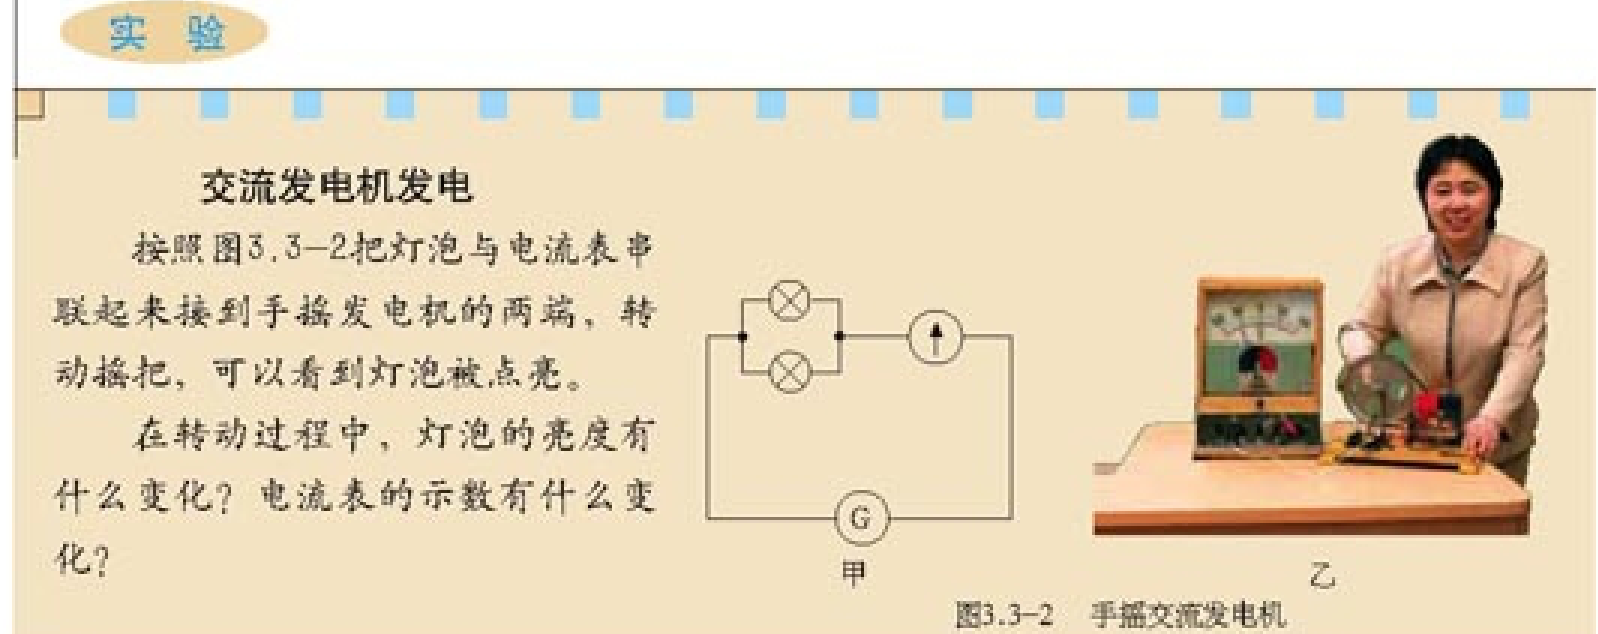 实 验
交流发电机发电
按照图3.3-2把灯泡与电流表串
联起来接到手摇发电机的两端，转
动摇把，可以看到灯泡被点亮。
在转动过程中，灯泡的亮度有
什么变化？电流表的示数有什么变
化？
G
甲
乙
图3.3-2 手摇交流发电机